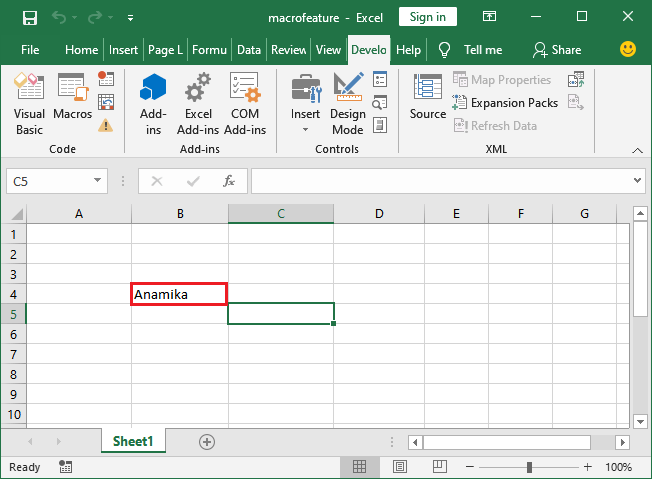 macrofeature - Excel
Sign in
File Home Insert Page L Formu Data Review View Develo Help Tell me Share
Visual Basic
Macros
Code
Add-ins
Excel Add-ins
COM Add-ins
Add-ins
Insert
Design Mode
Controls
Source
Map Properties
Expansion Packs
Refresh Data
XML
C5
fx
A B C D E F G
1
2
3
4 Anamika
5
6
7
8
9
10
Sheet1
Ready
100%